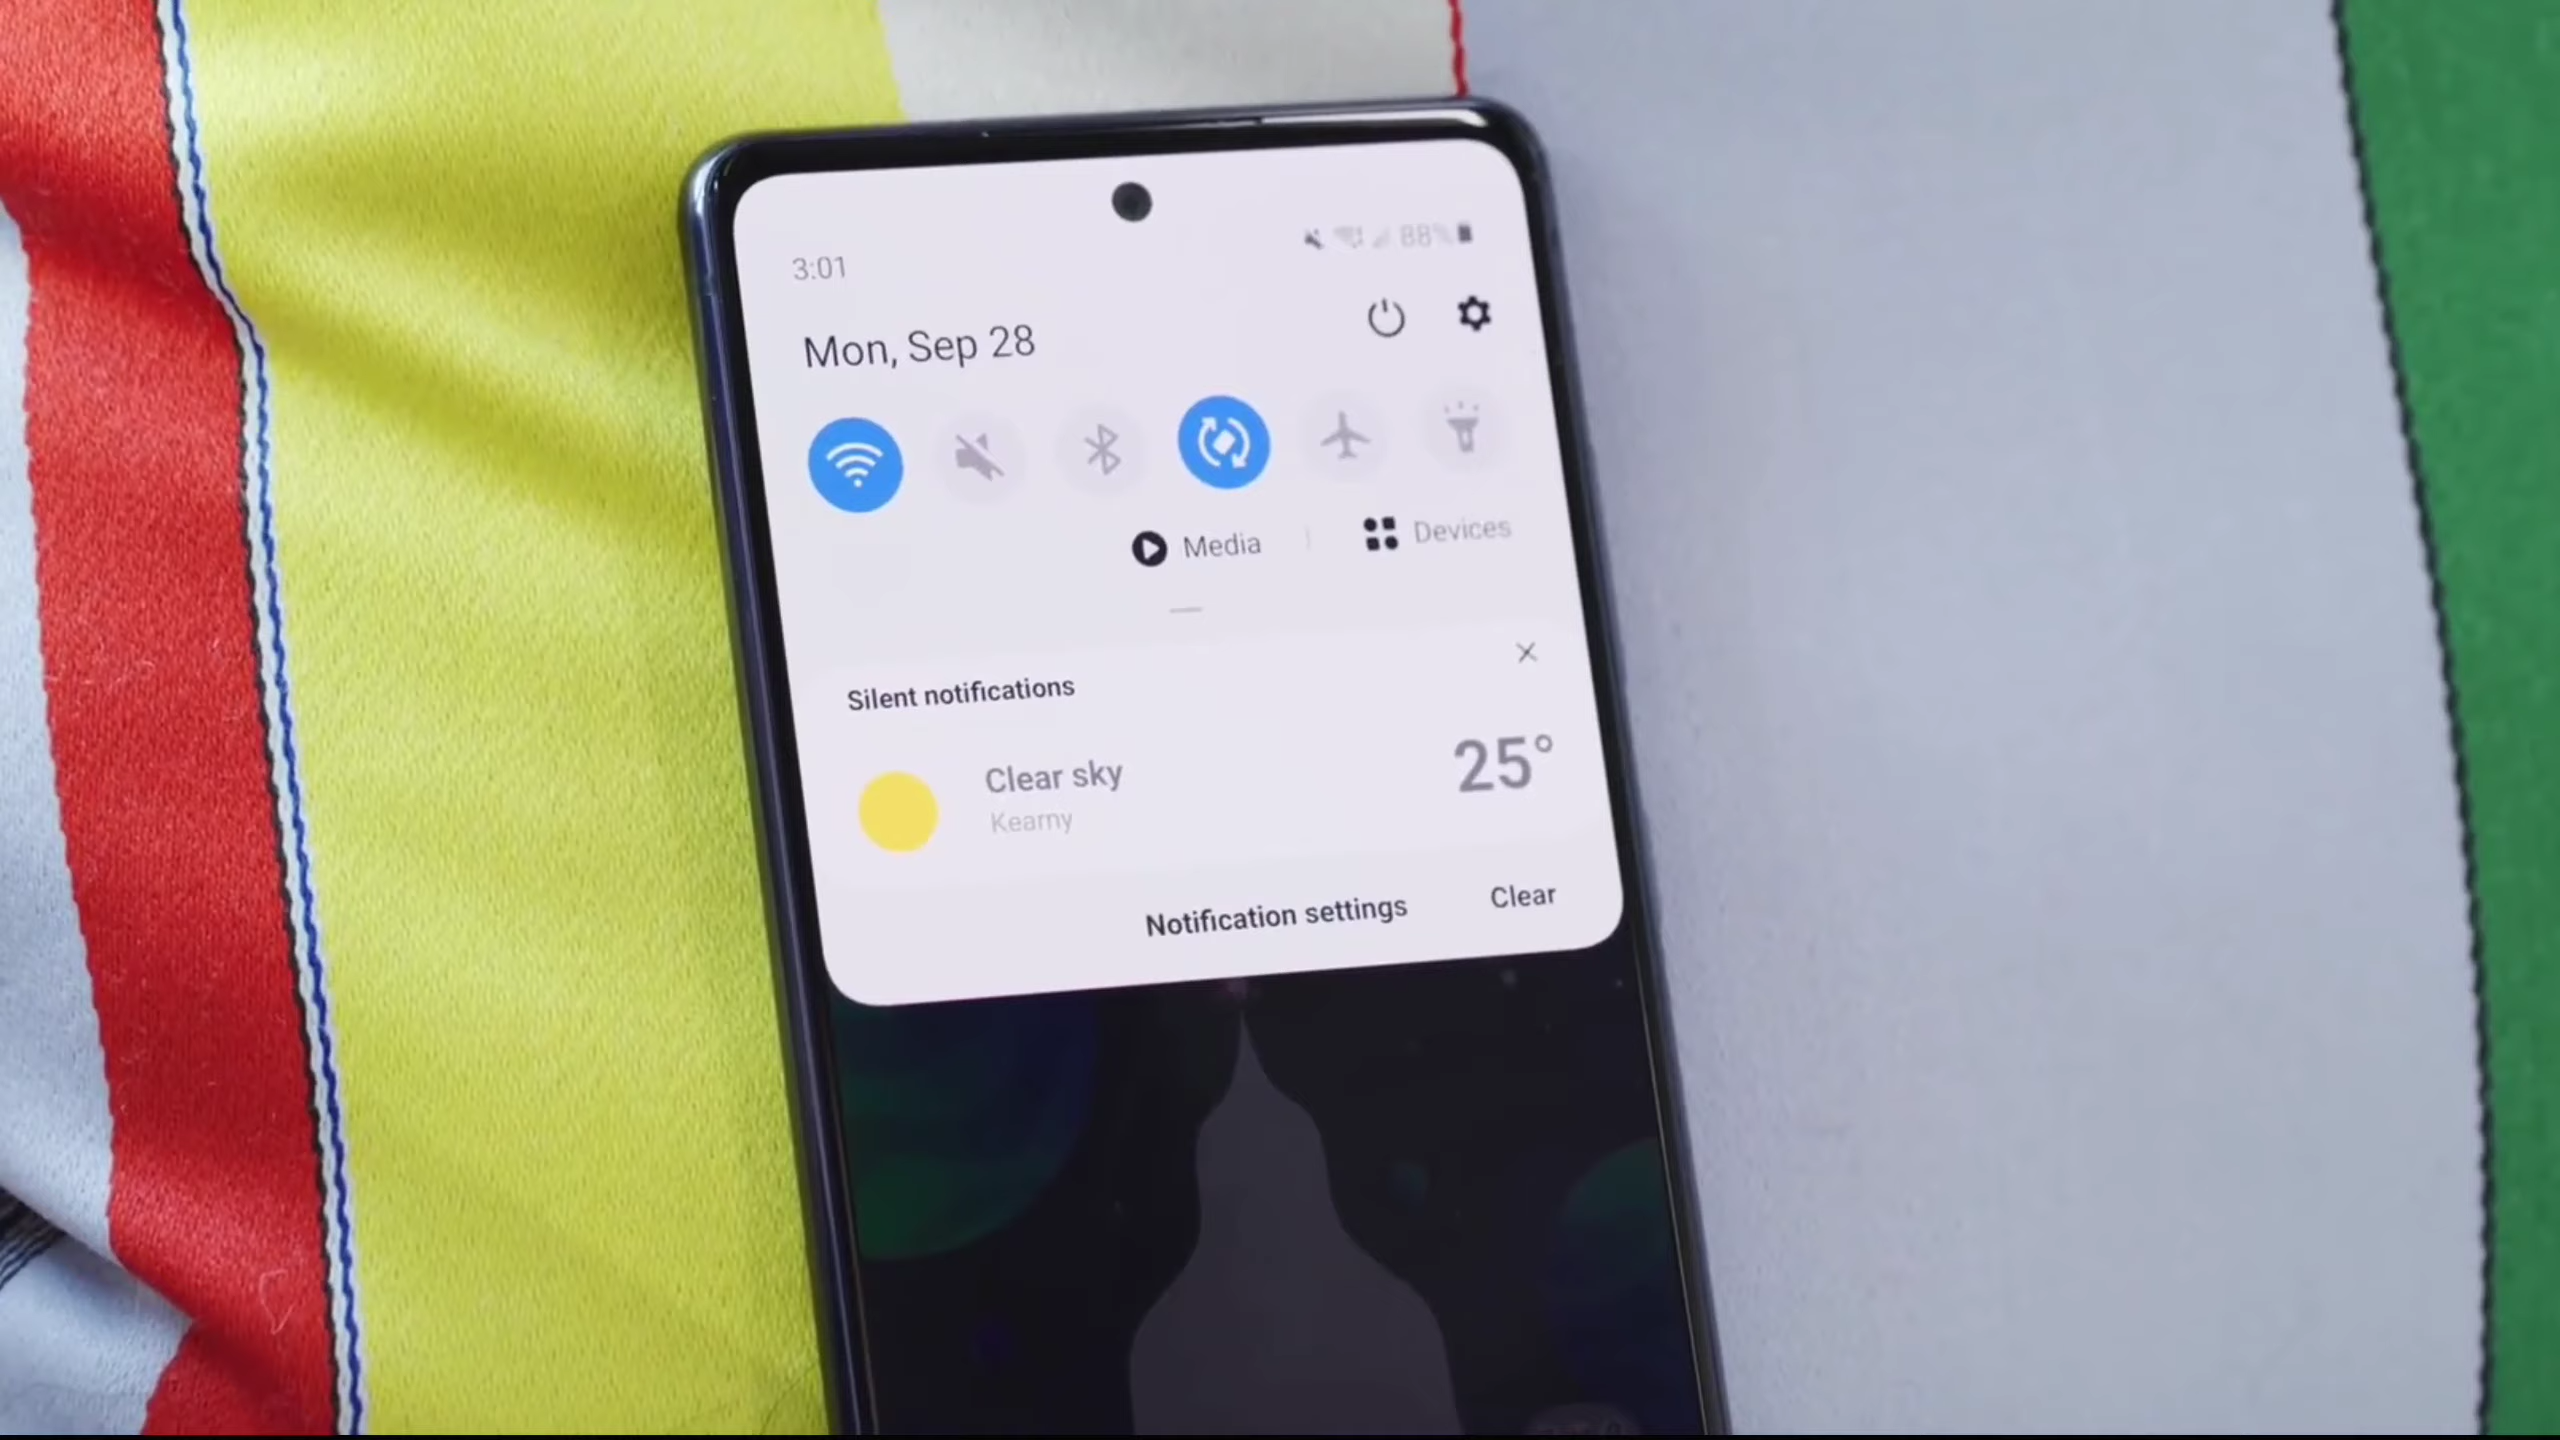 3:01
88%
Mon, Sep 28
Media
Devices
Silent notifications
Clear sky
25°
Kearny
Notification settings
Clear